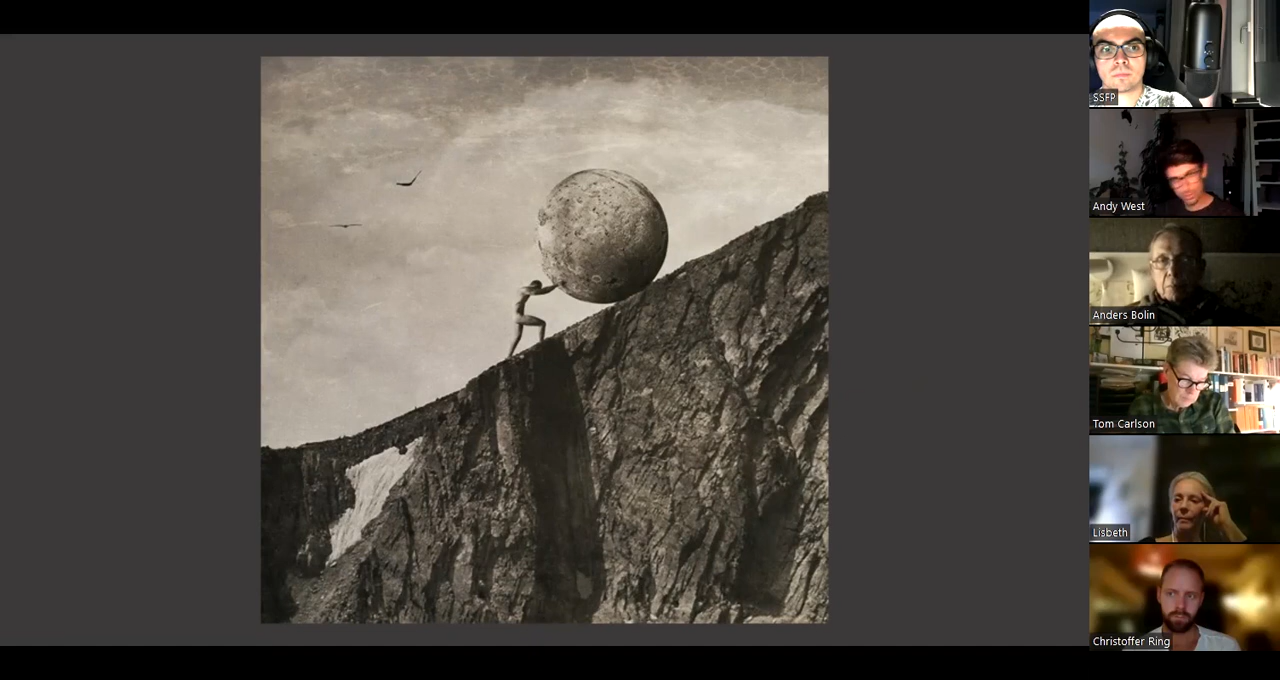 SSFP
Andy West
Anders Bolin
Tom Carlson
Lisbeth
Christoffer Ring